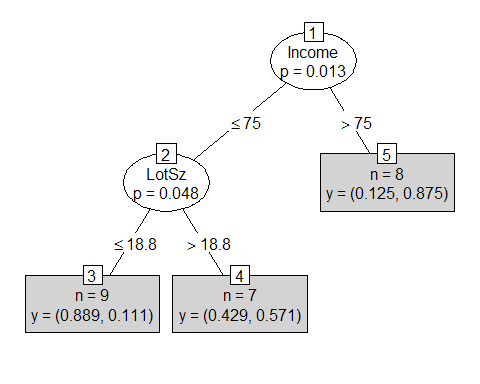 1
Income
p = 0.013
≤ 75
> 75
2
LotSz
p = 0.048
5
n = 8
y = (0.125, 0.875)
≤ 18.8
> 18.8
3
n = 9
y = (0.889, 0.111)
4
n = 7
y = (0.429, 0.571)